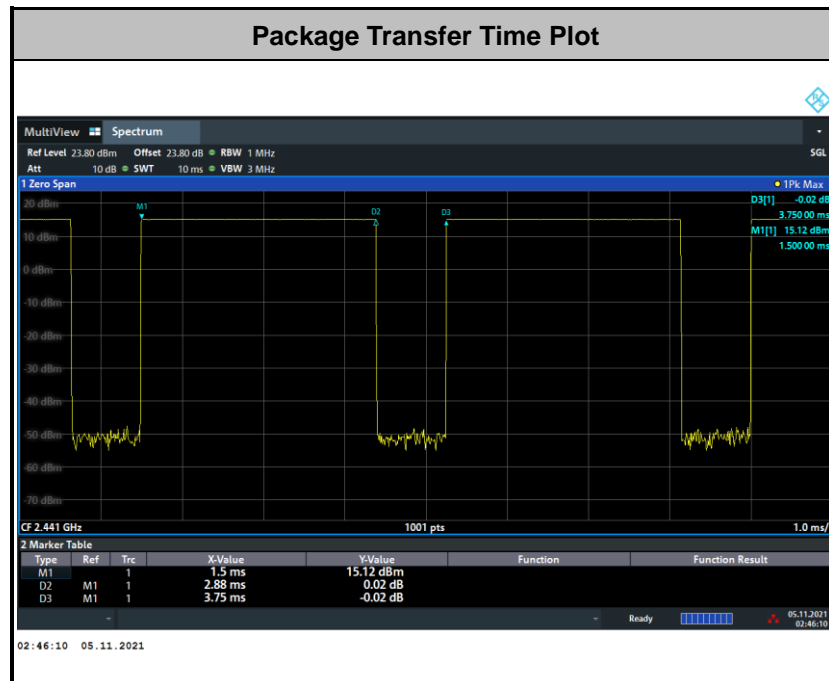 Package Transfer Time Plot
R&S
MultiView Spectrum
Ref Level 23.80 dBm Offset 23.80 dB RBW 1 MHz SGL
Att 10 dB SWT 10 ms VBW 3 MHz
1 Zero Span 1Pk Max
D3[1] -0.02 dB
3.750 00 ms
M1[1] 15.12 dBm
1.500 00 ms
M1
D2
D3
20 dBm
10 dBm
0 dBm
-10 dBm
-20 dBm
-30 dBm
-40 dBm
-50 dBm
-60 dBm
-70 dBm
CF 2.441 GHz 1001 pts 1.0 ms/
2 Marker Table
Type Ref Trc X-Value Y-Value Function Function Result
M1 1 1.5 ms 15.12 dBm
D2 M1 1 2.88 ms 0.02 dB
D3 M1 1 3.75 ms -0.02 dB
Ready 05.11.2021
02:46:10
02:46:10 05.11.2021